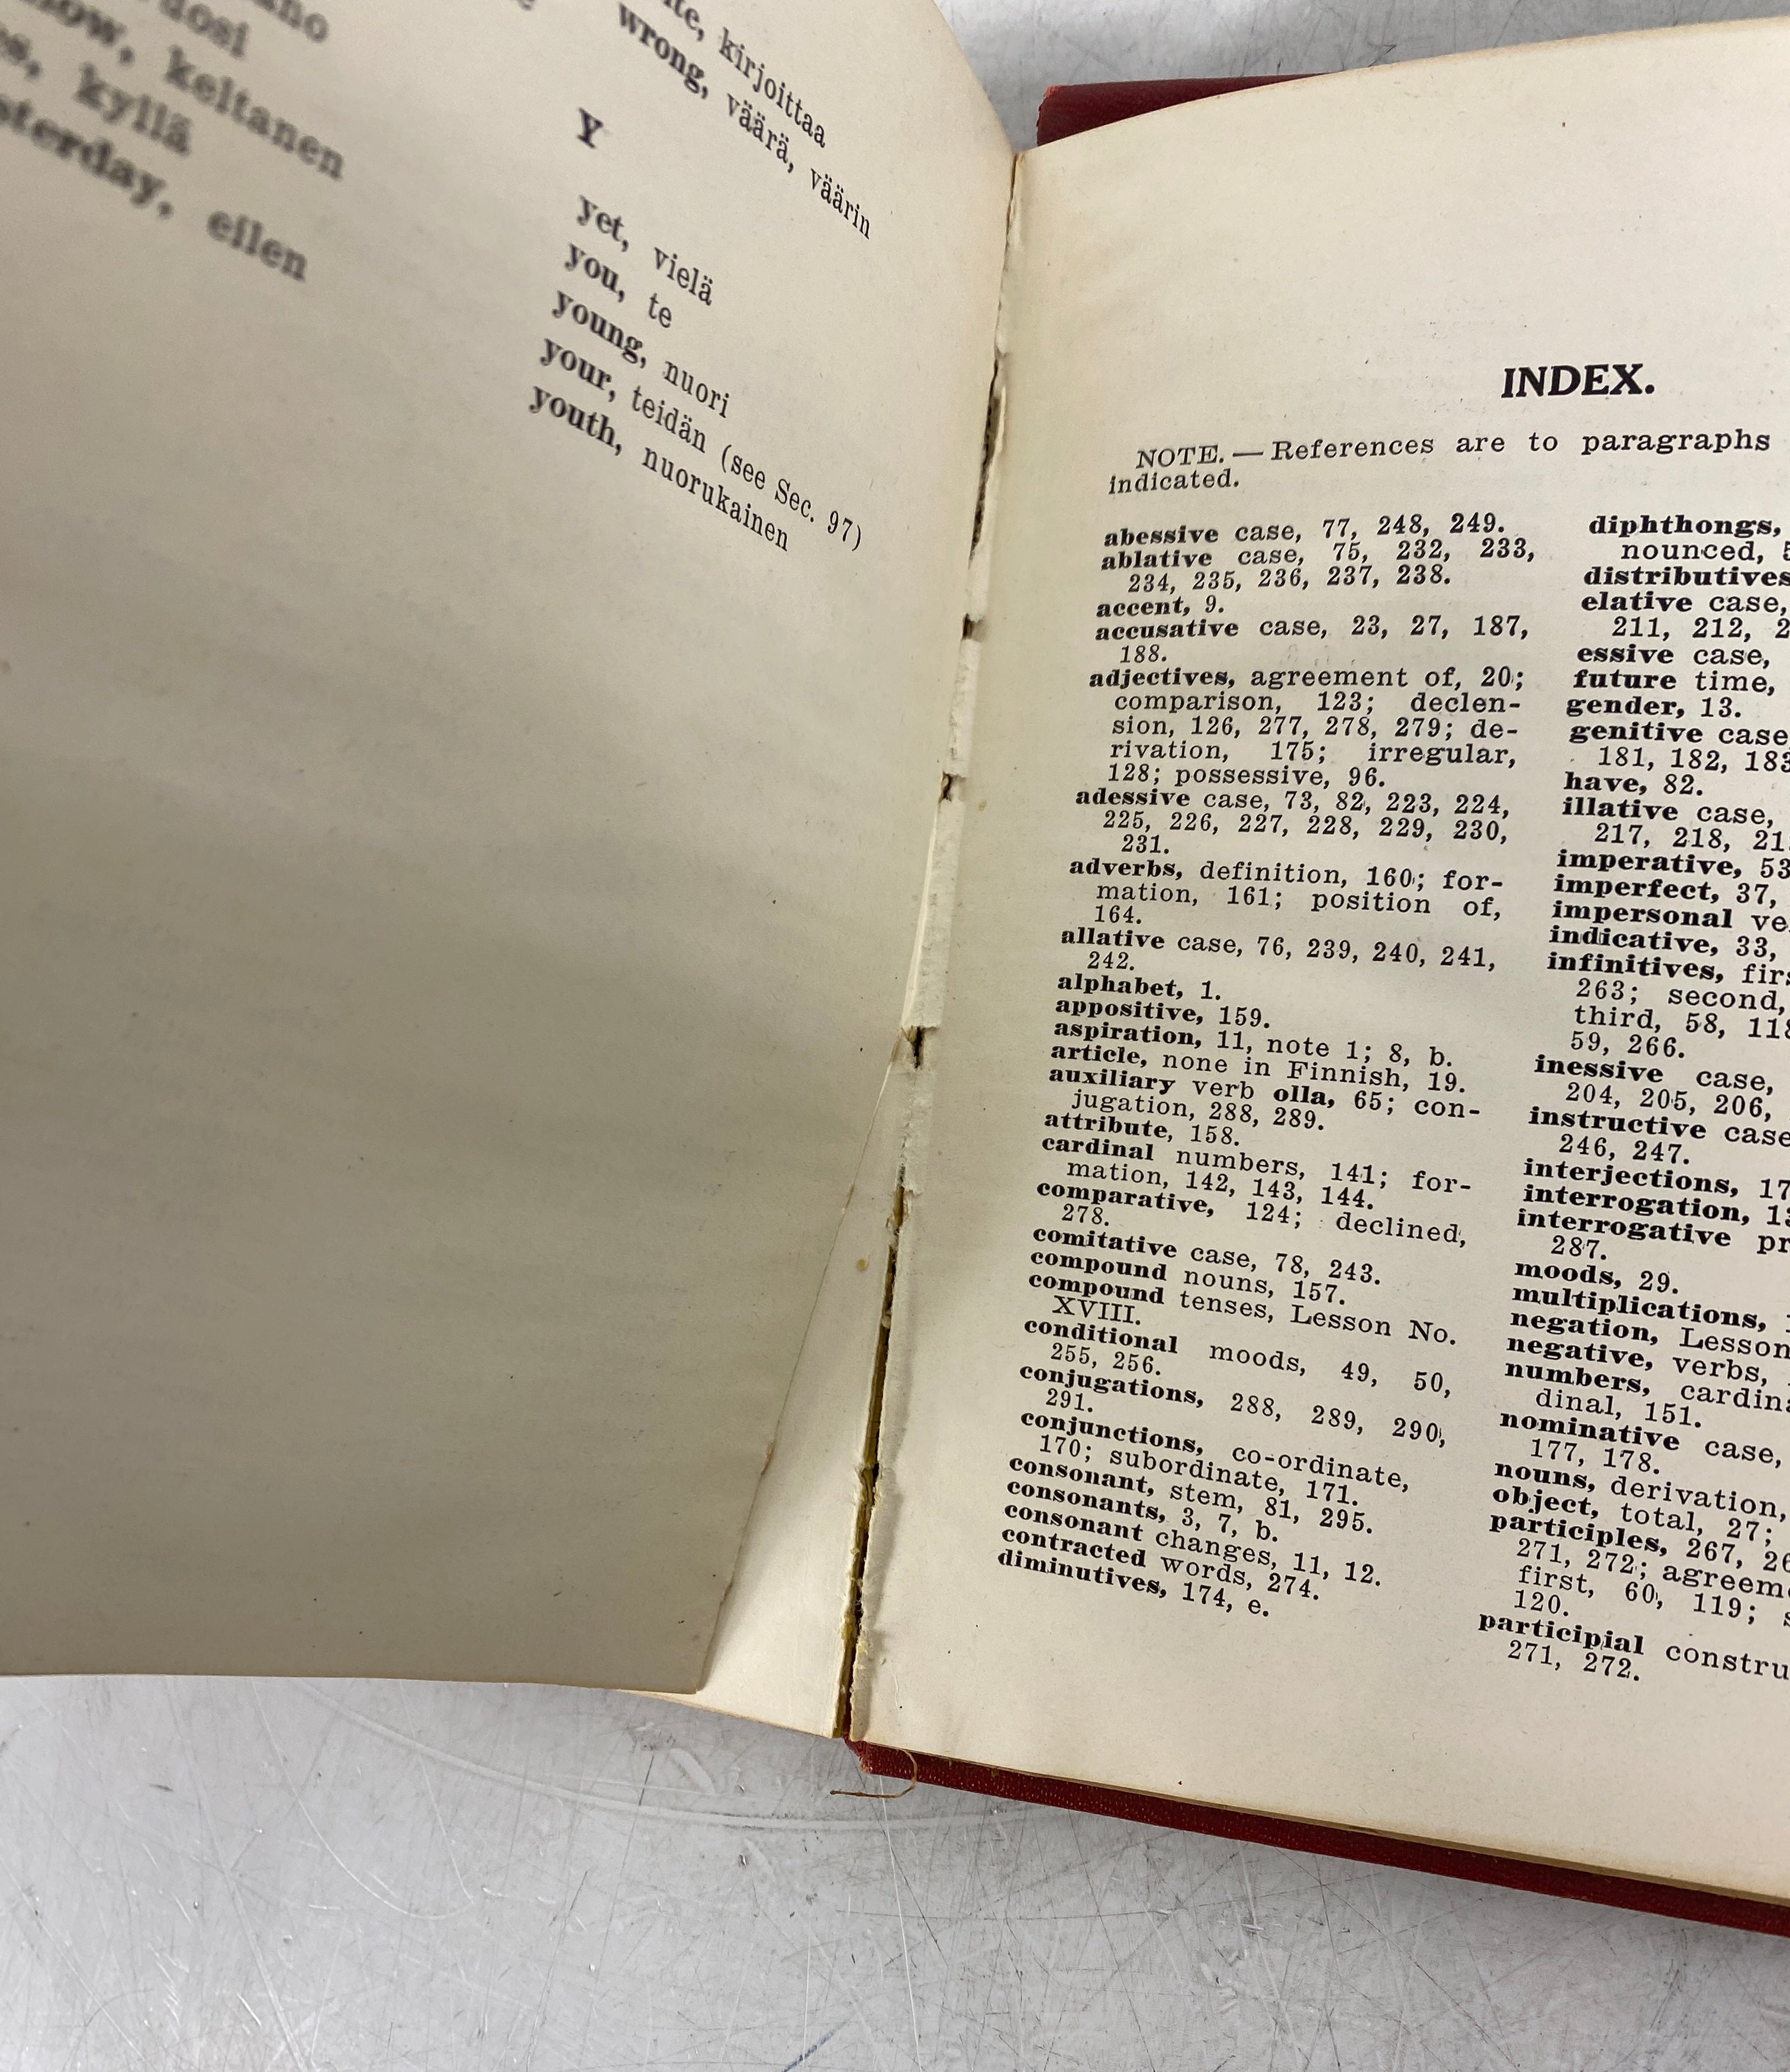 kirjoittaa
wrong, väärä, väärin
Y
yet, vielä
you, te
young, nuori
your, teidän (see Sec. 97)
youth, nuorukainen
keltanen
kyllä
eilen
INDEX.
NOTE. — References are to paragraphs
indicated.
abessive case, 77, 248, 249.
ablative case, 75, 232, 233,
234, 235, 236, 237, 238.
accent, 9.
accusative case, 23, 27, 187,
188.
adjectives, agreement of, 20;
comparison, 123; declen-
sion, 126, 277, 278, 279; de-
rivation, 175; irregular,
128; possessive, 96.
adessive case, 73, 82, 223, 224,
225, 226, 227, 228, 229, 230,
231.
adverbs, definition, 160; for-
mation, 161; position of,
164.
allative case, 76, 239, 240, 241,
242.
alphabet, 1.
appositive, 159.
aspiration, 11, note 1; 8, b.
article, none in Finnish, 19.
auxiliary verb olla, 65; con-
jugation, 288, 289.
attribute, 158.
cardinal numbers, 141; for-
mation, 142, 143, 144.
comparative, 124; declined,
278.
comitative case, 78, 243.
compound nouns, 157.
compound tenses, Lesson No.
XVIII.
conditional moods, 49, 50,
255, 256.
conjugations, 288, 289, 290,
291.
conjunctions, co-ordinate,
170; subordinate, 171.
consonant, stem, 81, 295.
consonants, 3, 7, b.
consonant changes, 11, 12.
contracted words, 274.
diminutives, 174, e.
diphthongs,
nounced,
distributives
elative case,
211, 212,
essive case,
future time,
gender, 13.
genitive case
181, 182, 183
have, 82.
illative case,
217, 218,
imperative, 53
imperfect, 37,
impersonal
indicative, 33,
infinitives,
263; second,
third, 58,
59, 266.
inessive case,
204, 205, 206,
instructive case
246, 247.
interjections,
interrogation,
interrogative
287.
moods, 29.
multiplications,
negation, Lesson
negative, verbs,
numbers,
dinal, 151.
nominative case,
177, 178.
nouns, derivation,
object, total, 27;
participles, 267,
271, 272;
first, 60, 119;
120.
participial
271, 272.